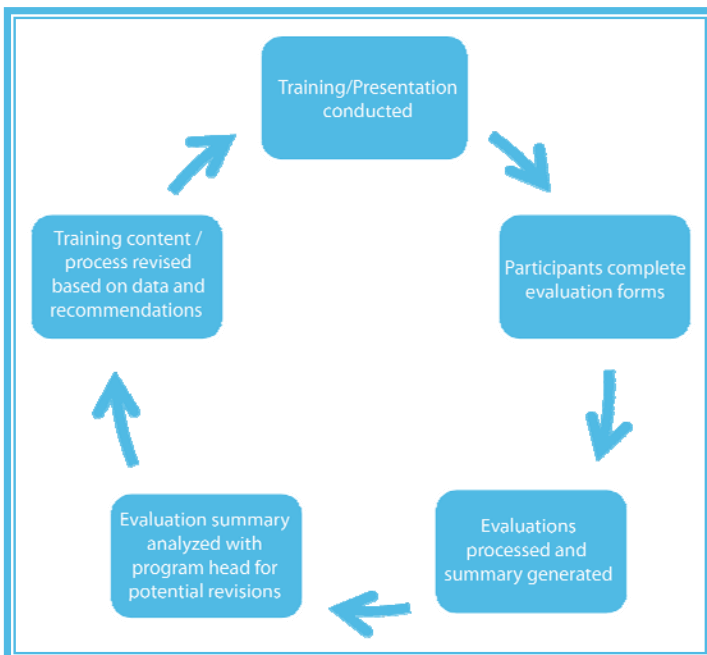 Training/Presentation
conducted
Participants complete
evaluation forms
Evaluations
processed and
summary generated
Evaluation summary
analyzed with
program head for
potential revisions
Training content /
process revised
based on data and
recommendations